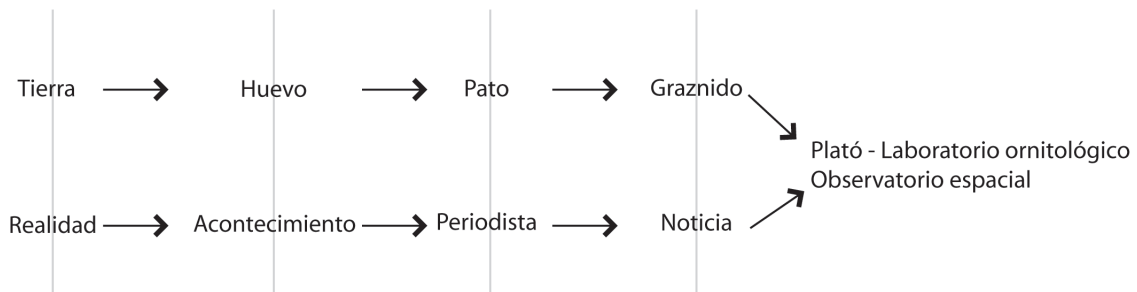 Tierra Huevo Pato Graznido
Plató - Laboratorio ornitológico
Observatorio espacial
Realidad Acontecimiento Periodista Noticia